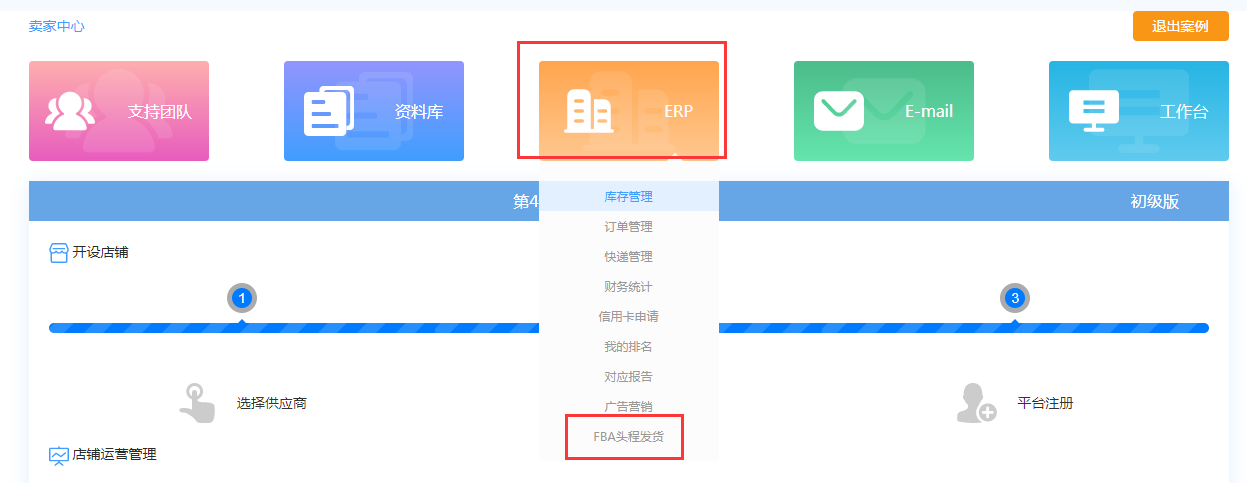 卖家中心
退出案例
支持团队
资料库
ERP
E-mail
工作台
第4
初级版
库存管理
订单管理
快递管理
财务统计
信用卡申请
我的排名
对应报告
广告营销
FBA头程发货
开设店铺
1
3
选择供应商
平台注册
店铺运营管理